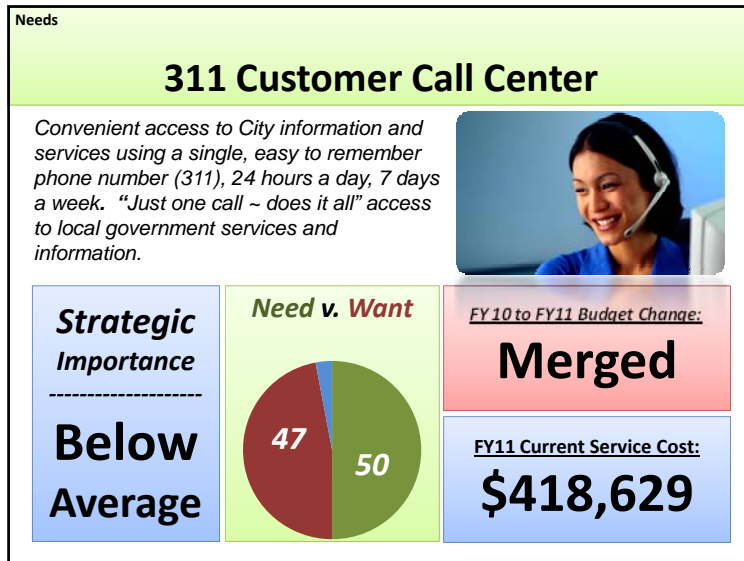 Needs
311 Customer Call Center
Convenient access to City information and
services using a single, easy to remember
phone number (311), 24 hours a day, 7 days
a week. “Just one call ~ does it all” access
to local government services and
information.
Strategic
Importance
--------------------
Below
Average
Need v. Want
47
50
FY 10 to FY11 Budget Change:
Merged
FY11 Current Service Cost:
$418,629